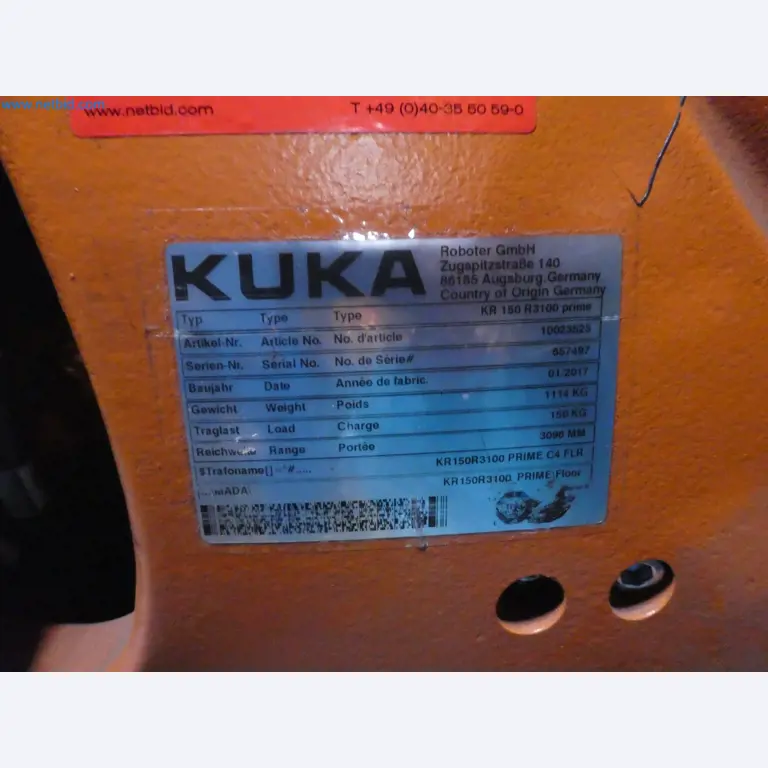 www.netbid.com
www.netbid.com T +49 (0)40-35 50 59-0
KUKA
Roboter GmbH
Zugspitzstraße 140
86165 Augsburg, Germany
Country of Origin Germany
Typ Type Type KR 150 R3100 prime
Artikel-Nr. Article No. No. d'article 10023525
Serien-Nr. Serial No. No. de Série# 657497
Baujahr Date Année de fabric. 01.2017
Gewicht Weight Poids 1114 KG
Traglast Load Charge 150 KG
Reichweite Range Portée 3096 MM
$Trafoname[]="#..... KR150R3100 PRIME C4 FLR
KR150R3100_PRIME Floor